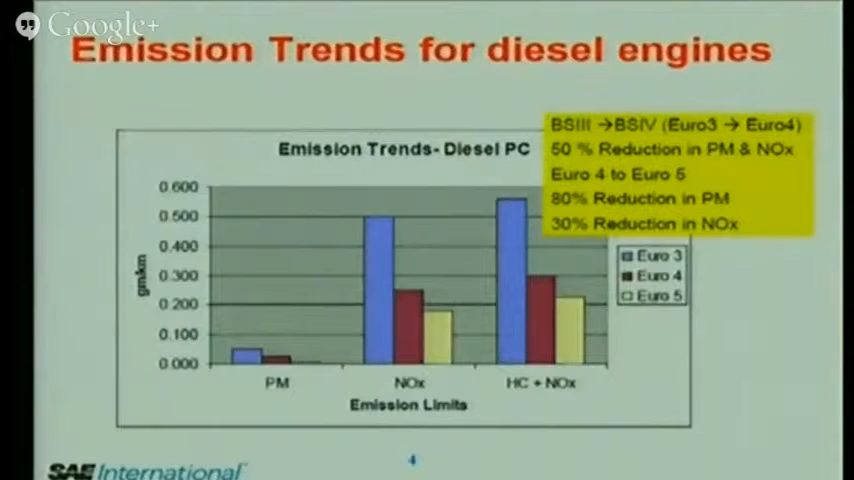 Google+
Emission Trends for diesel engines
BSIII →BSIV (Euro3 → Euro4)
50 % Reduction in PM & NOx
Euro 4 to Euro 5
80% Reduction in PM
30% Reduction in NOx
Emission Trends- Diesel PC
0.600
0.500
0.400
0.300
0.200
0.100
0.000
gm/km
PM
NOx
HC + NOx
Emission Limits
Euro 3
Euro 4
Euro 5
SAE International
4